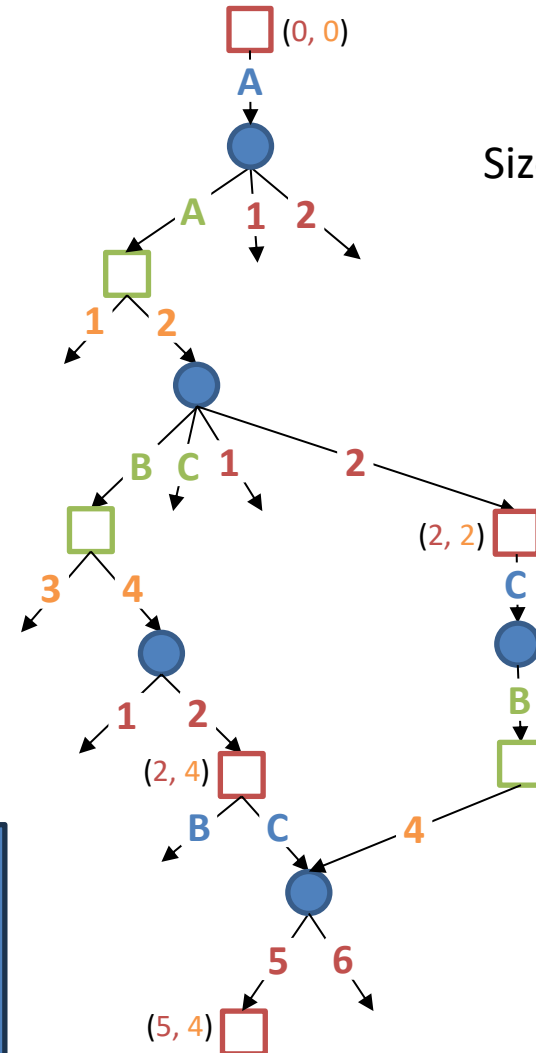 (0, 0)
A
Siz
A 1 2
1 2
B C 1 2
(2, 2)
3 4 C
1 2 B
(2, 4)
B C 4
5 6
(5, 4)